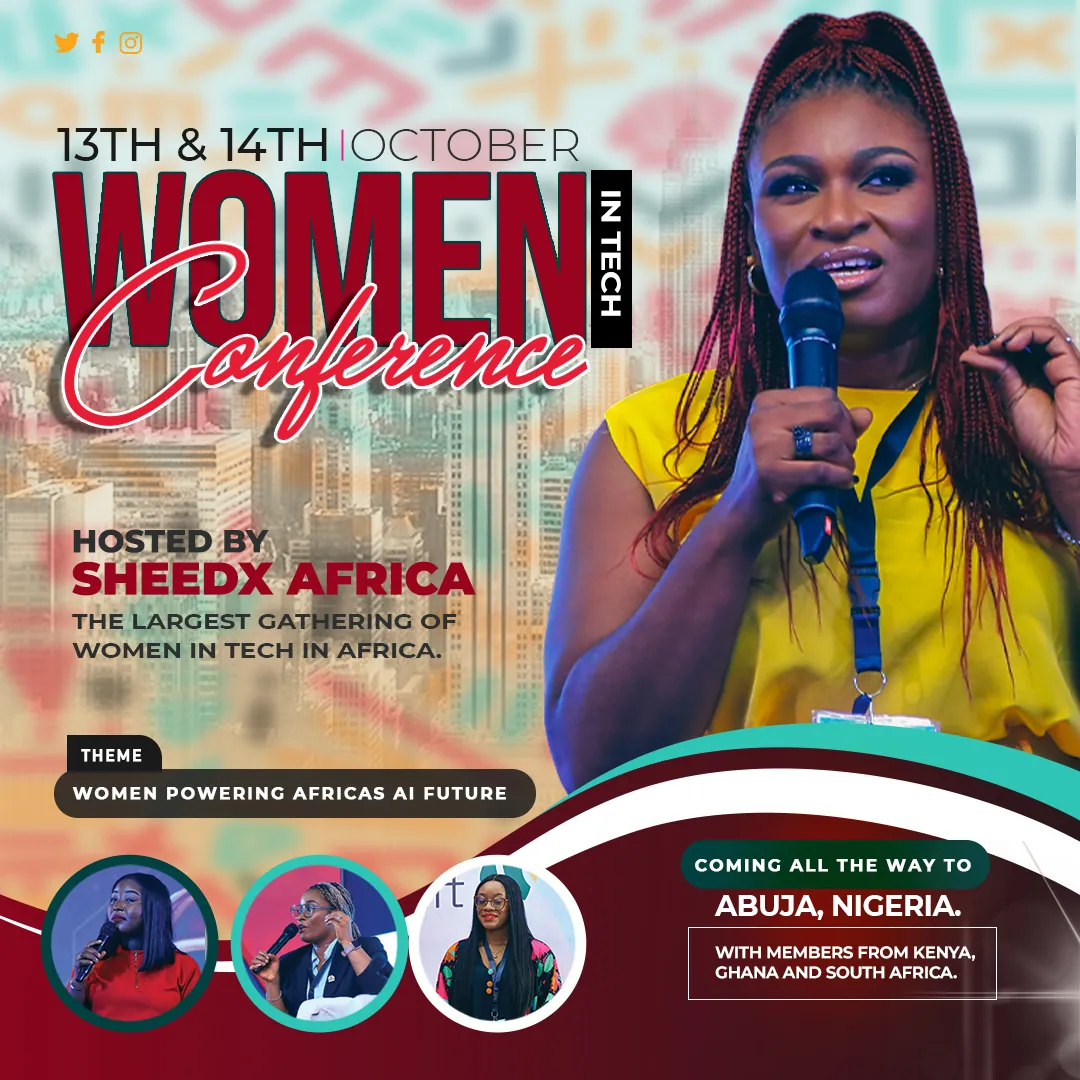 13TH & 14TH | OCTOBER
WOMEN
IN TECH
Conference
HOSTED BY
SHEEDX AFRICA
THE LARGEST GATHERING OF
WOMEN IN TECH IN AFRICA.
THEME
WOMEN POWERING AFRICAS AI FUTURE
it
COMING ALL THE WAY TO
ABUJA, NIGERIA.
WITH MEMBERS FROM KENYA,
GHANA AND SOUTH AFRICA.